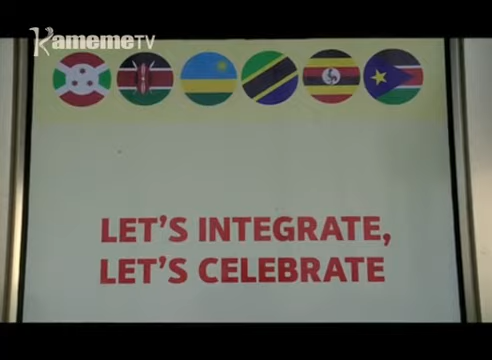 KamemeTV
LET'S INTEGRATE,
LET'S CELEBRATE